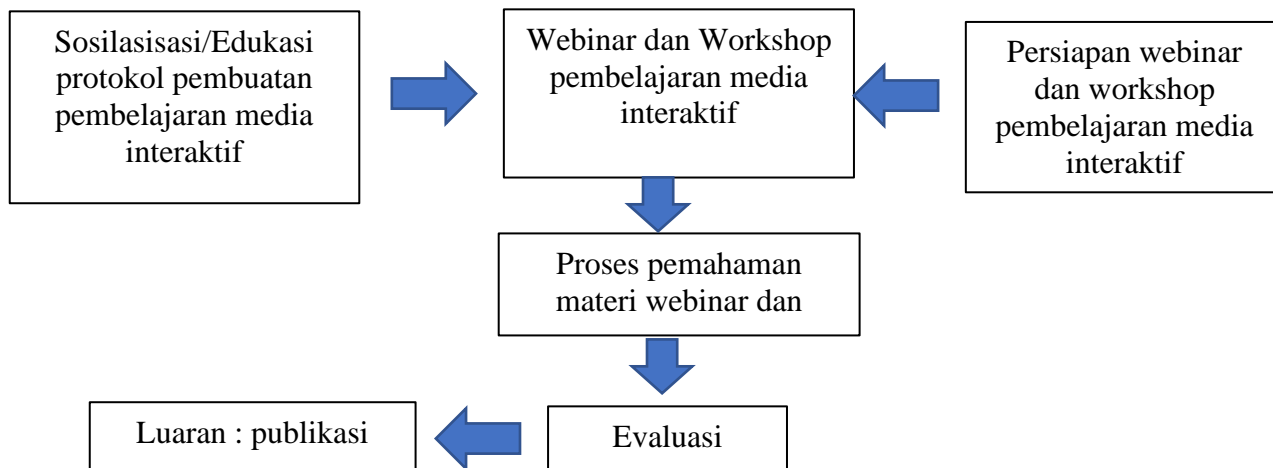 Sosilasisasi/Edukasi
protokol pembuatan
pembelajaran media
interaktif
Webinar dan Workshop
pembelajaran media
interaktif
Persiapan webinar
dan workshop
pembelajaran media
interaktif
Proses pemahaman
materi webinar dan
Luaran : publikasi
Evaluasi